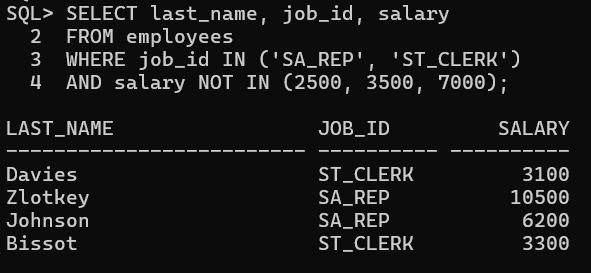 SQL> SELECT last_name, job_id, salary
  2  FROM employees
  3  WHERE job_id IN ('SA_REP', 'ST_CLERK')
  4  AND salary NOT IN (2500, 3500, 7000);
LAST_NAME                 JOB_ID         SALARY
------------------------- ---------- ----------
Davies                    ST_CLERK         3100
Zlotkey                   SA_REP          10500
Johnson                   SA_REP           6200
Bissot                    ST_CLERK         3300